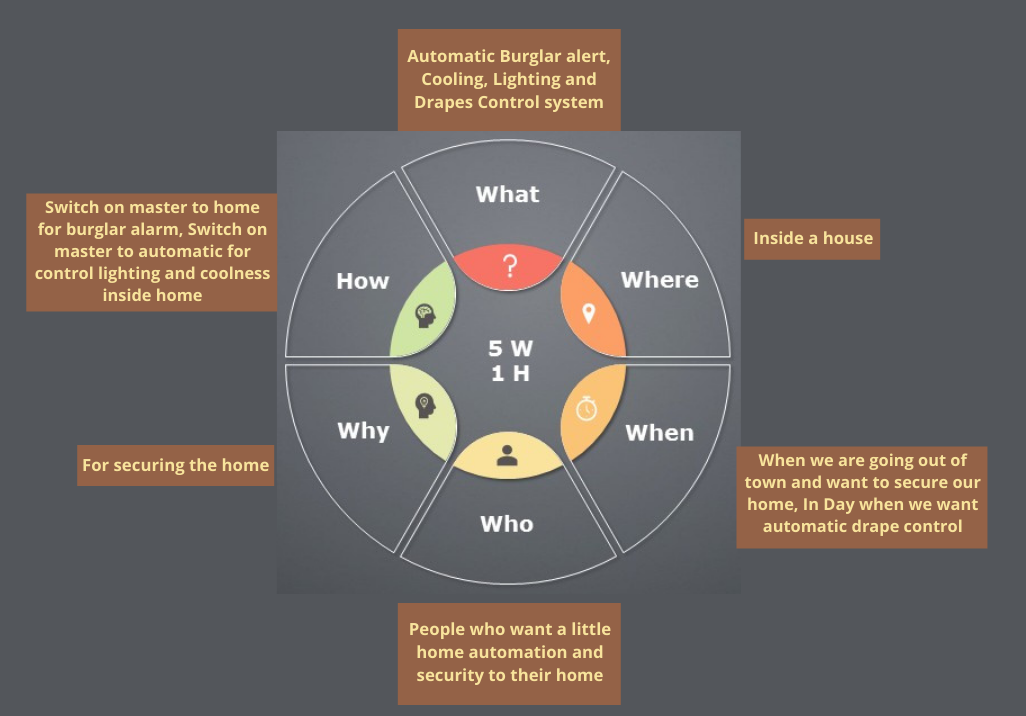 Automatic Burglar alert,
Cooling, Lighting and
Drapes Control system
What
Switch on master to home
for burglar alarm, Switch on
master to automatic for
control lighting and coolness
inside home
How
Where
Inside a house
5 W
1 H
Why
For securing the home
When
When we are going out of
town and want to secure our
home, In Day when we want
automatic drape control
Who
People who want a little
home automation and
security to their home